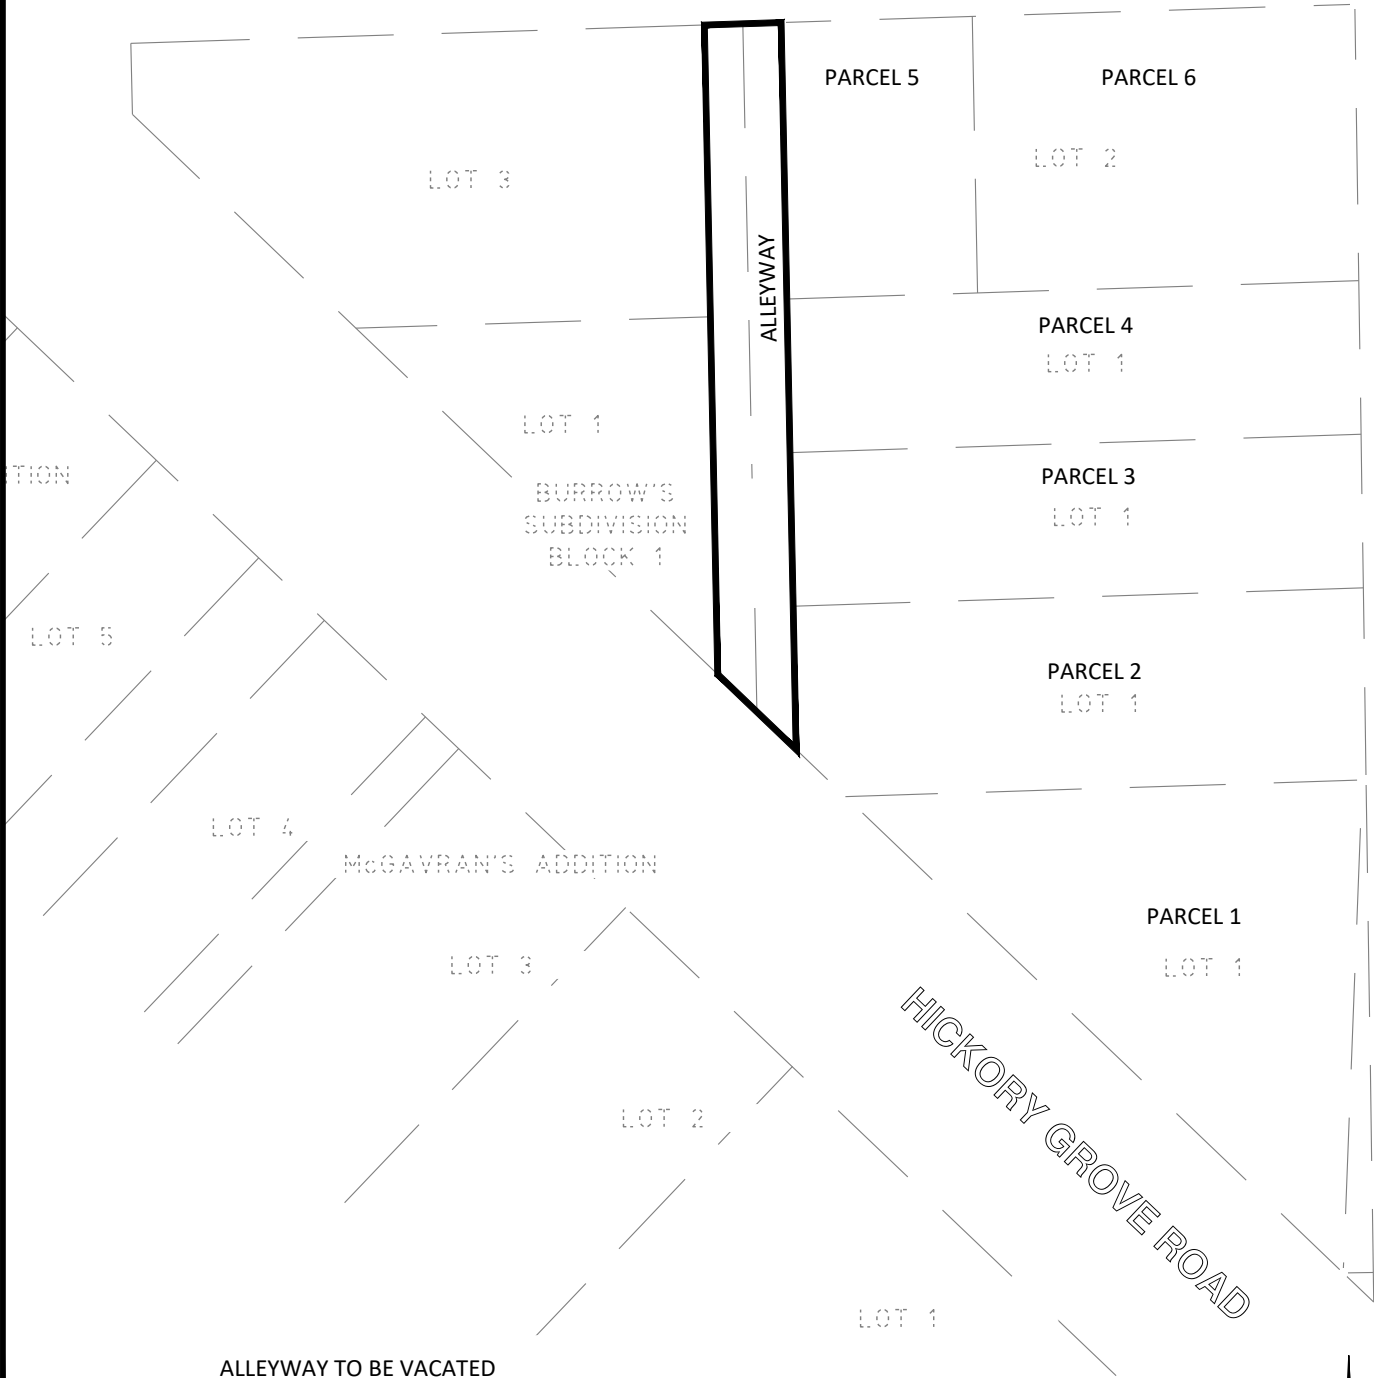 PARCEL 5
PARCEL 6
LOT 2
LOT 3
ALLEYWAY
PARCEL 4
LOT 1
LOT 1
PARCEL 3
LOT 1
BURROW'S
SUBDIVISION
BLOCK 1
TION
LOT 5
PARCEL 2
LOT 1
LOT 4
McGAVRAN'S ADDITION
PARCEL 1
LOT 1
LOT 3
HICKORY GROVE ROAD
LOT 2
LOT 1
ALLEYWAY TO BE VACATED